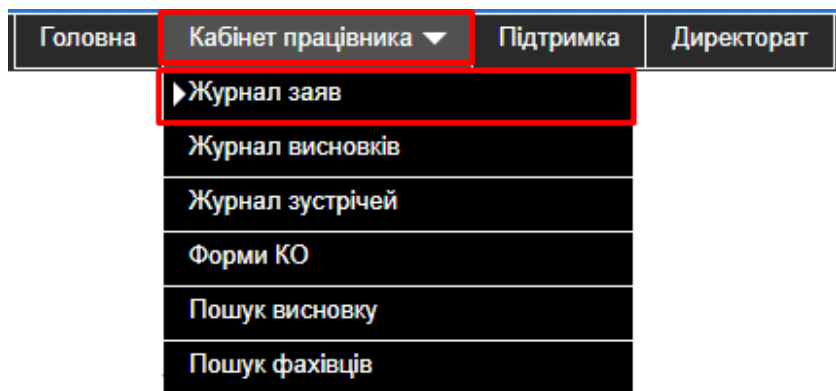 Головна Кабінет працівника Підтримка Директорат
Журнал заяв
Журнал висновків
Журнал зустрічей
Форми КО
Пошук висновку
Пошук фахівців